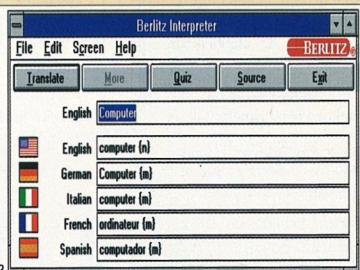 Berlitz Interpreter
File Edit Screen Help BERLITZ
Translate More Quiz Source Exit
English Computer
English computer {n}
German Computer {m}
Italian computer {m}
French ordinateur {m}
Spanish computador {m}